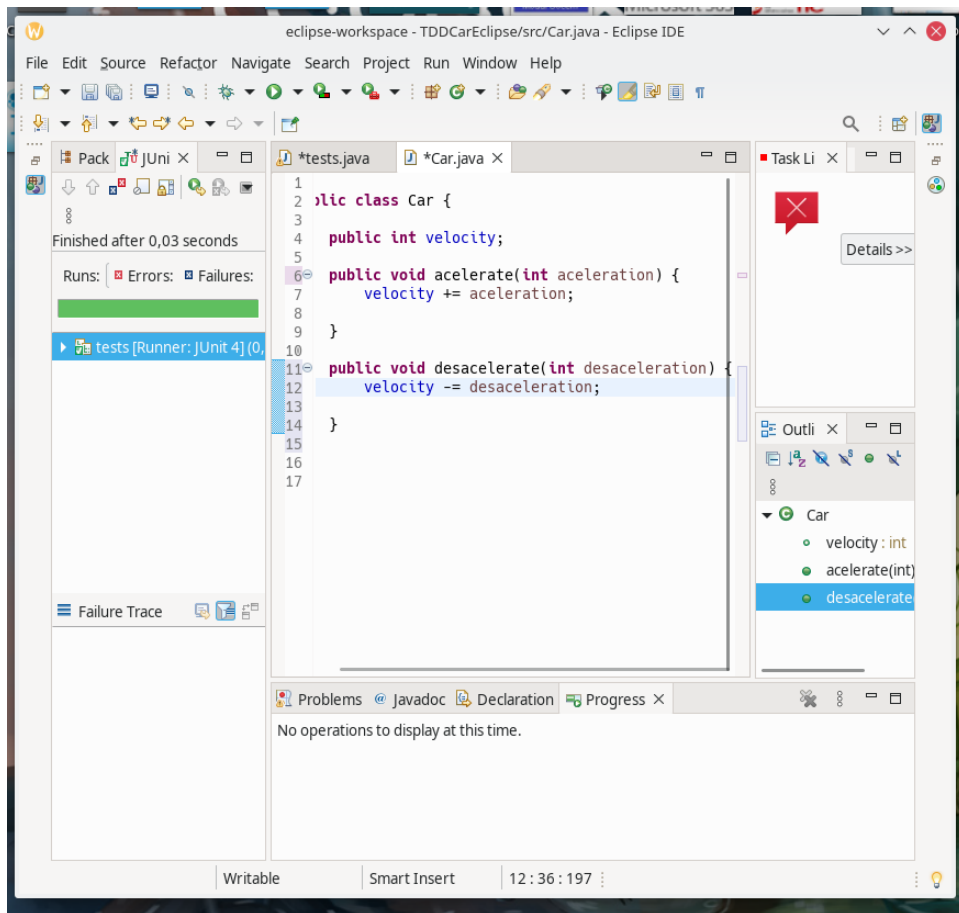 eclipse-workspace - TDDCarEclipse/src/Car.java - Eclipse IDE
File Edit Source Refactor Navigate Search Project Run Window Help
Pack JUni
Finished after 0,03 seconds
Runs: Errors: Failures:
tests [Runner: JUnit 4] (0,
Failure Trace
*tests.java *Car.java
1
2 blic class Car {
3
4 public int velocity;
5
6 public void acelerate(int aceleration) {
7 velocity += aceleration;
8
9 }
10
11 public void desacelerate(int desaceleration) {
12 velocity -= desaceleration;
13
14 }
15
16
17
Task Li
Details >>
Outli
Car
velocity : int
acelerate(int)
desacelerate(
Problems @ Javadoc Declaration Progress
No operations to display at this time.
Writable Smart Insert 12 : 36 : 197